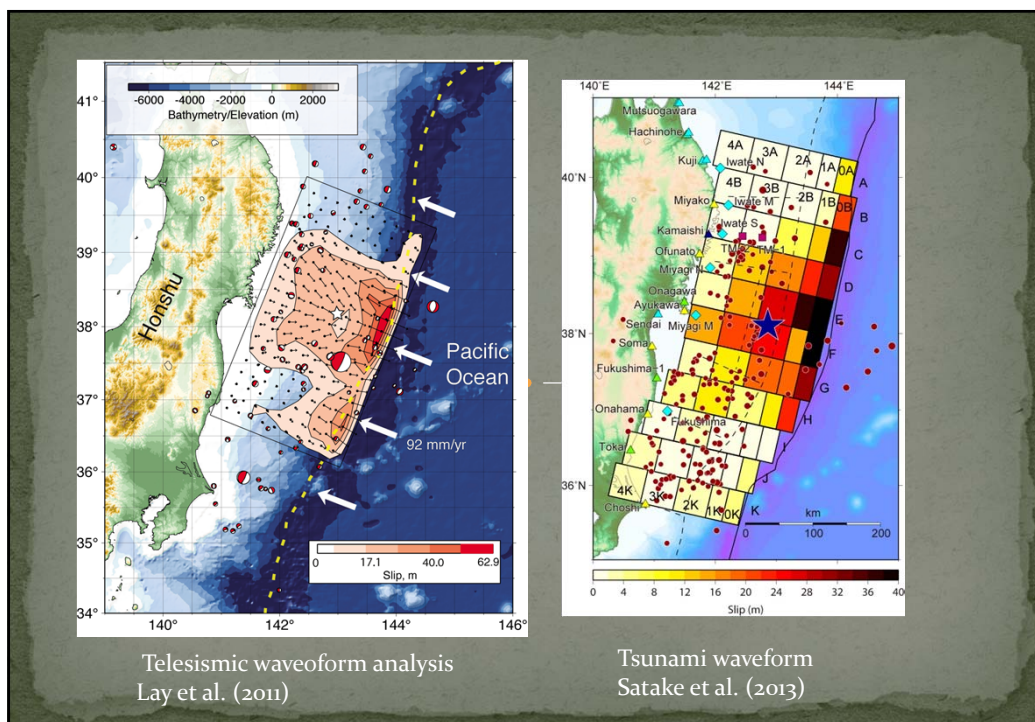 -6000 -4000 -2000 0 2000
Bathymetry/Elevation (m)
41°
40°
39°
38°
37°
36°
35°
34°
Honshu
Pacific
Ocean
92 mm/yr
0 17.1 40.0 62.9
Slip, m
140° 142° 144° 146°
Telesismic waveoform analysis
Lay et al. (2011)
140°E 142°E 144°E
40°N
38°N
36°N
Mutsuogawara
Hachinohe
Kuji
Iwate N
Miyako
Iwate M
Iwate S
Kamaishi
Ofunato
TM-1
Miyagi N
Onagawa
Ayukawa
Sendai
Miyagi M
Soma
Fukushima-1
Onahama
Fukushima
Tokai
Choshi
4A 3A 2A 1A 0A A
4B 3B 2B 1B 0B B
C
D
E
F
G
H
I
J
4K 3K 2K 1K 0K K
km
0 100 200
0 4 8 12 16 20 24 28 32 36 40
Slip (m)
Tsunami waveform
Satake et al. (2013)